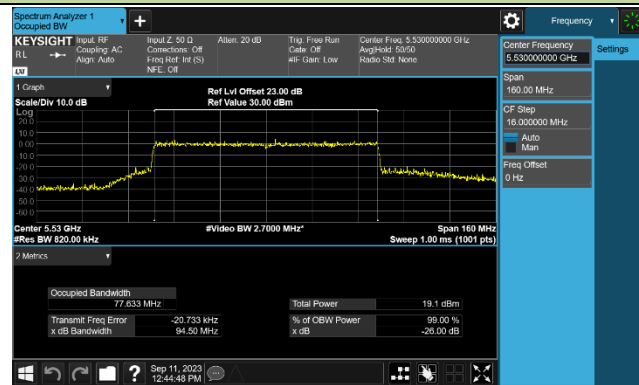 Spectrum Analyzer 1
Occupied BW
Frequency
KEYSIGHT
RL
Input: RF
Coupling: AC
Align: Auto
Input Z: 50 Ω
Corrections: Off
Freq Ref: Int (S)
NFE: Off
Atten: 20 dB
Trig: Free Run
Gate: Off
#IF Gain: Low
Center Freq: 5.530000000 GHz
Avg|Hold: 50/50
Radio Std: None
1 Graph
Scale/Div 10.0 dB
Ref Lvl Offset 23.00 dB
Ref Value 30.00 dBm
Log
20.0
10.0
0.00
-10.0
-20.0
-30.0
-40.0
-50.0
-60.0
Center 5.53 GHz
#Res BW 820.00 kHz
#Video BW 2.7000 MHz*
Span 160 MHz
Sweep 1.00 ms (1001 pts)
2 Metrics
Occupied Bandwidth
77.633 MHz
Total Power 19.1 dBm
Transmit Freq Error -20.733 kHz
% of OBW Power 99.00 %
x dB Bandwidth 94.50 MHz
x dB -26.00 dB
Center Frequency
5.530000000 GHz
Settings
Span
160.00 MHz
CF Step
16.000000 MHz
Auto
Man
Freq Offset
0 Hz
Sep 11, 2023
12:44:48 PM